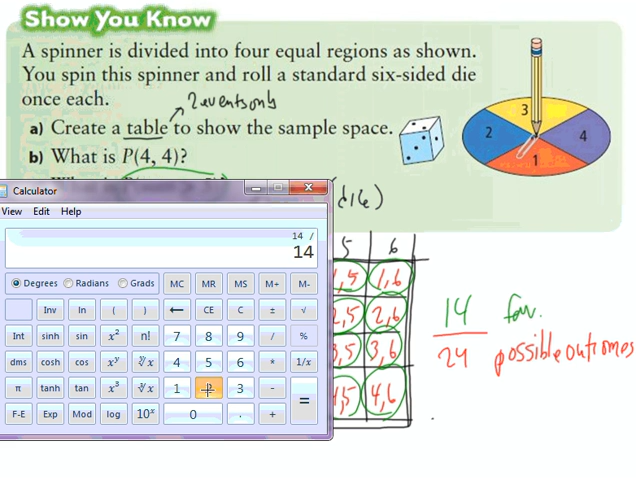 Show You Know
A spinner is divided into four equal regions as shown.
You spin this spinner and roll a standard six-sided die
once each.
2 events only
a) Create a table to show the sample space.
b) What is P(4, 4)?
3
2
4
1
Calculator
View Edit Help
14 /
14
Degrees Radians Grads MC MR MS M+ M-
Inv ln ( ) ← CE C ± √
Int sinh sin x² n! 7 8 9 / %
dms cosh cos xʸ ʸ√x 4 5 6 * 1/x
π tanh tan x³ ³√x 1 2 3 - =
F-E Exp Mod log 10ˣ 0 . +
5 6
1,5 1,6
2,5 2,6
3,5 3,6
4,5 4,6
14 fav.
24 possible outcomes